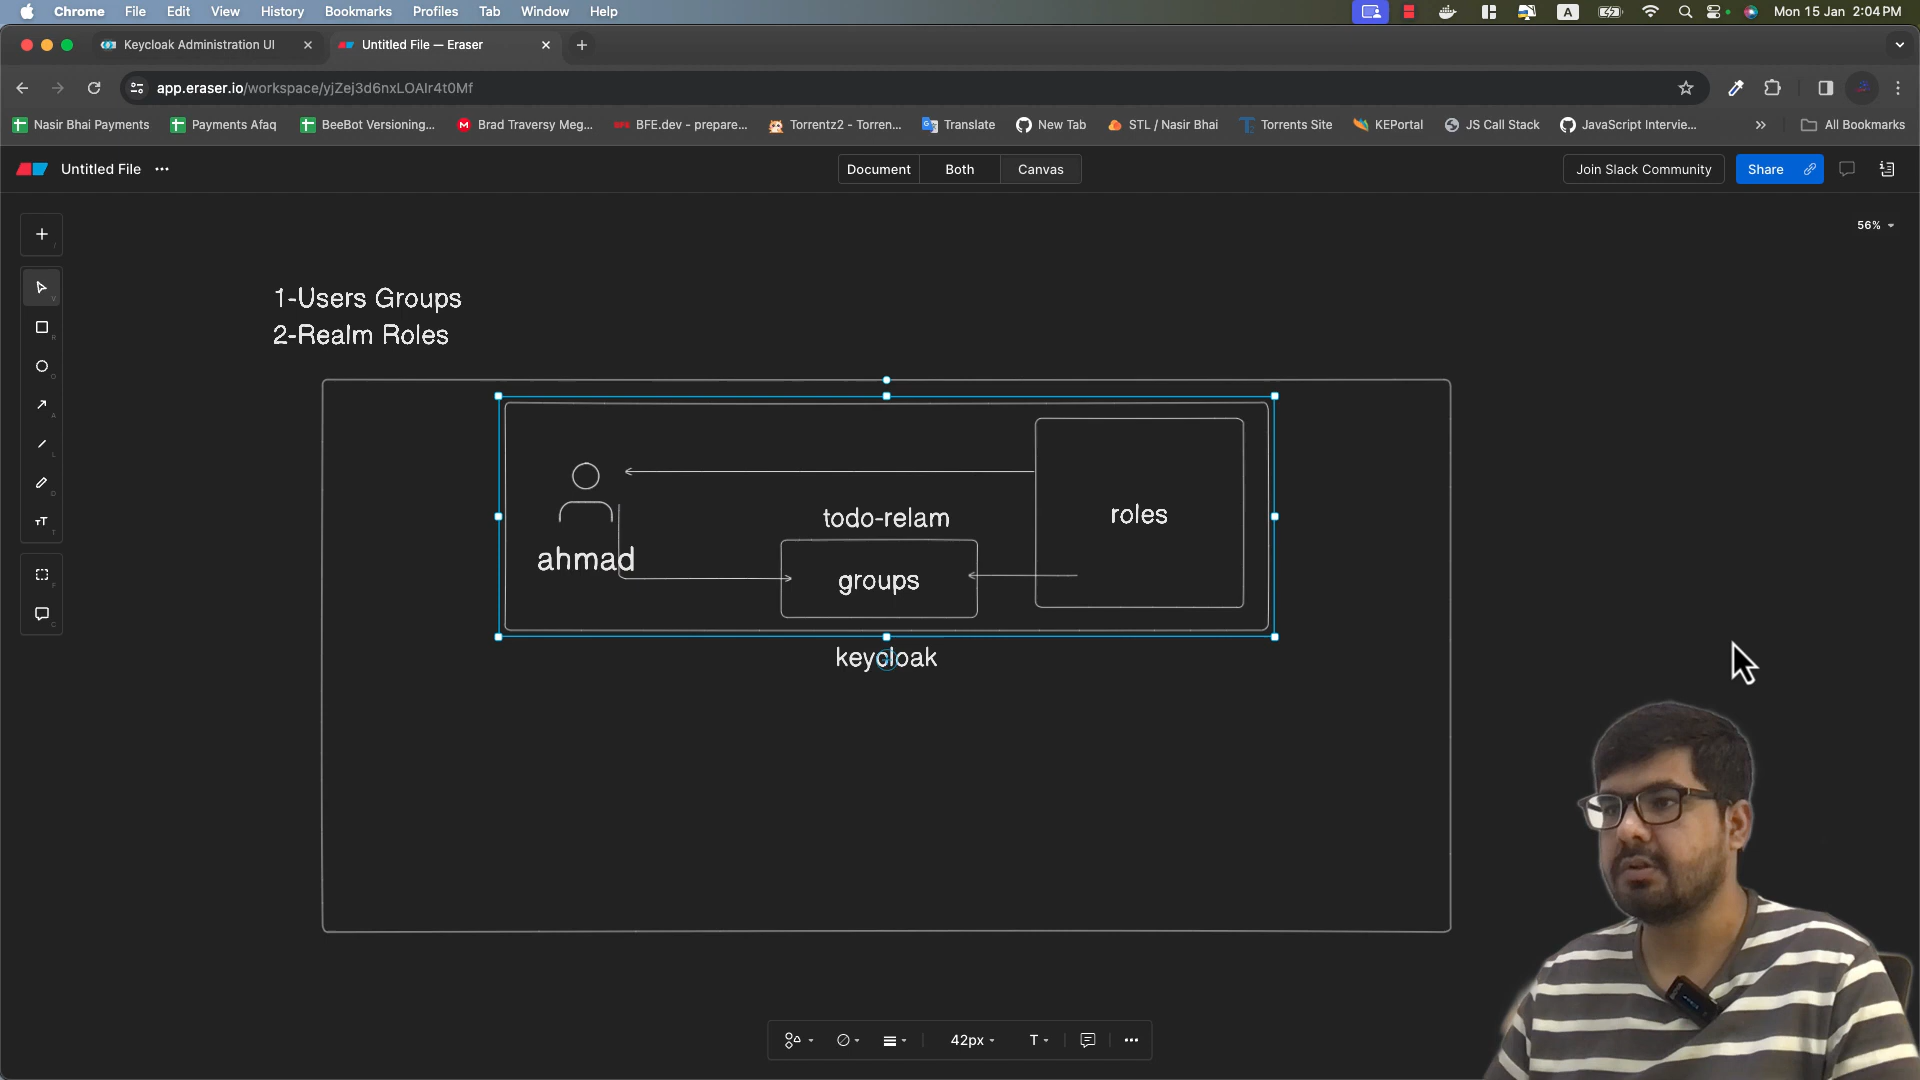 Chrome File Edit View History Bookmarks Profiles Tab Window Help A Mon 15 Jan 2:04 PM
Keycloak Administration UI Untitled File — Eraser
app.eraser.io/workspace/yjZej3d6nxLOAIr4t0Mf
Nasir Bhai Payments Payments Afaq BeeBot Versioning... Brad Traversy Meg... BFE.dev - prepare... Torrentz2 - Torren... Translate New Tab STL / Nasir Bhai Torrents Site KEPortal JS Call Stack JavaScript Intervie... All Bookmarks
Untitled File Document Both Canvas Join Slack Community Share
56%
1-Users Groups
2-Realm Roles
roles
todo-relam
ahmad
groups
keycloak
42px T